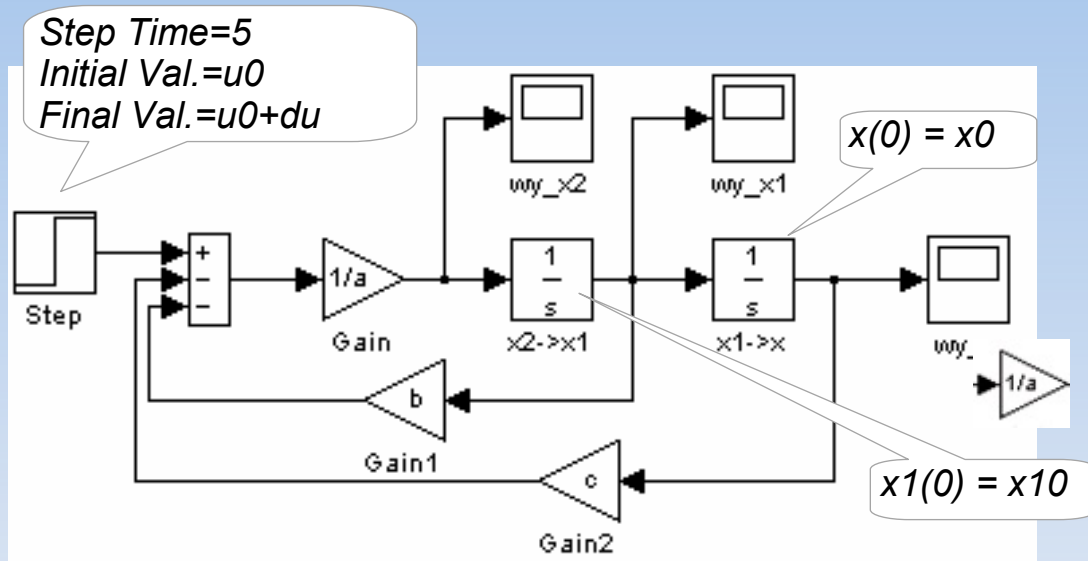 Step Time=5
Initial Val.=u0
Final Val.=u0+du
x(0) = x0
wy_x2
wy_x1
+
−
−
1/a
1
s
1
s
Step
Gain
x2->x1
x1->x
wy_
1/a
b
Gain1
c
x1(0) = x10
Gain2